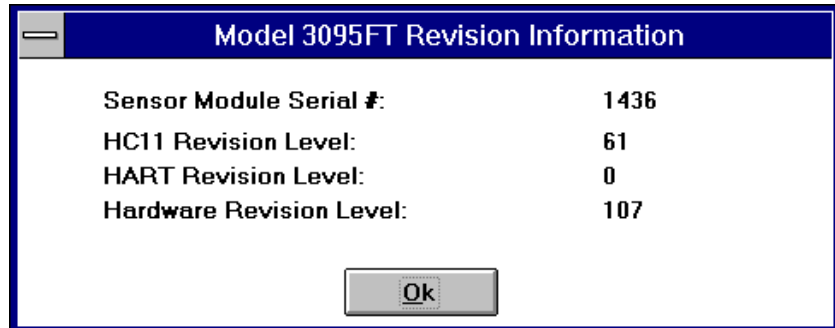 Model 3095FT Revision Information
Sensor Module Serial #: 1436
HC11 Revision Level: 61
HART Revision Level: 0
Hardware Revision Level: 107
Ok